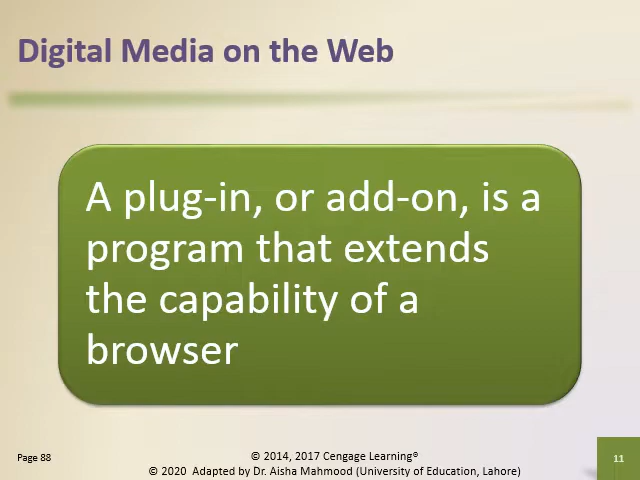 Digital Media on the Web
A plug-in, or add-on, is a
program that extends
the capability of a
browser
Page 88
© 2014, 2017 Cengage Learning®
© 2020  Adapted by Dr. Aisha Mahmood (University of Education, Lahore)
11